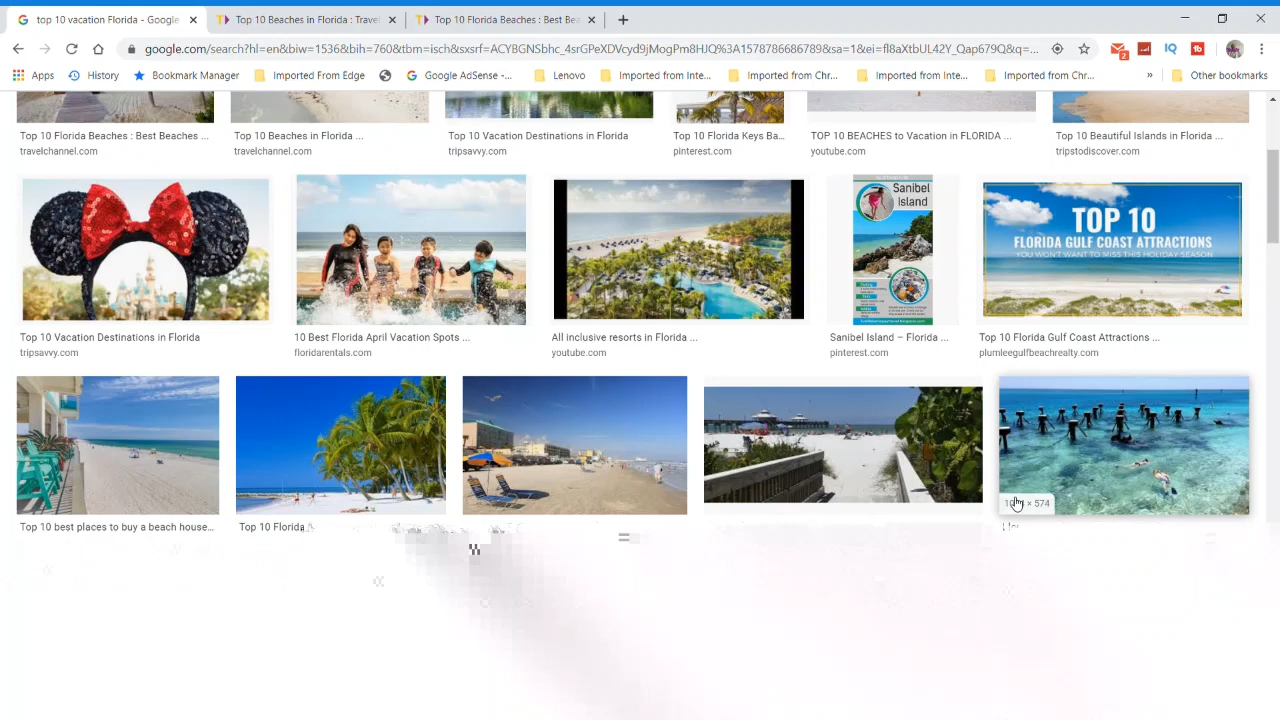 top 10 vacation Florida - Google
Top 10 Beaches in Florida : Travel
Top 10 Florida Beaches : Best Bea
google.com/search?hl=en&biw=1536&bih=760&tbm=isch&sxsrf=ACYBGNSbhc_4srGPeXDVcyd9jMogPm8HJQ%3A1578786686789&sa=1&ei=fl8aXtbUL42Y_Qap679Q&q=...
2
IQ
tb
Apps
History
Bookmark Manager
Imported From Edge
Google AdSense -...
Lenovo
Imported from Inte...
Imported from Chr...
Imported from Inte...
Imported from Chr...
»
Other bookmarks
Top 10 Florida Beaches : Best Beaches ...
travelchannel.com
Top 10 Beaches in Florida ...
travelchannel.com
Top 10 Vacation Destinations in Florida
tripsavvy.com
Top 10 Florida Keys Ba...
pinterest.com
TOP 10 BEACHES to Vacation in FLORIDA ...
youtube.com
Top 10 Beautiful Islands in Florida ...
tripstodiscover.com
Sanibel
Island
TOP 10
FLORIDA GULF COAST ATTRACTIONS
YOU WON'T WANT TO MISS THIS HOLIDAY SEASON
Top 10 Vacation Destinations in Florida
tripsavvy.com
10 Best Florida April Vacation Spots ...
floridarentals.com
All inclusive resorts in Florida ...
youtube.com
Sanibel Island – Florida ...
pinterest.com
Top 10 Florida Gulf Coast Attractions ...
plumleegulfbeachrealty.com
× 574
Top 10 best places to buy a beach house...
Top 10 Florida